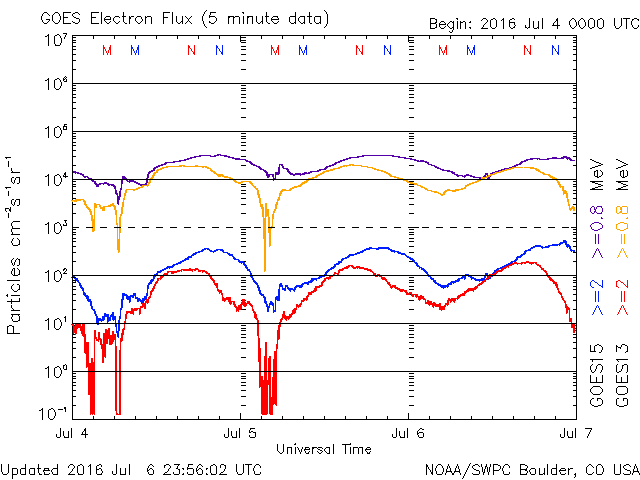 GOES Electron Flux (5 minute data)
Begin: 2016 Jul 4 0000 UTC
10⁷
M M N N M M N N M M N N
10⁶
10⁵
10⁴
10³
10²
10¹
10⁰
10⁻¹
Particles cm⁻²s⁻¹sr⁻¹
GOES15 >=2 >=0.8 MeV
GOES13 >=2 >=0.8 MeV
Jul 4 Jul 5 Jul 6 Jul 7
Universal Time
Updated 2016 Jul 6 23:56:02 UTC
NOAA/SWPC Boulder, CO USA